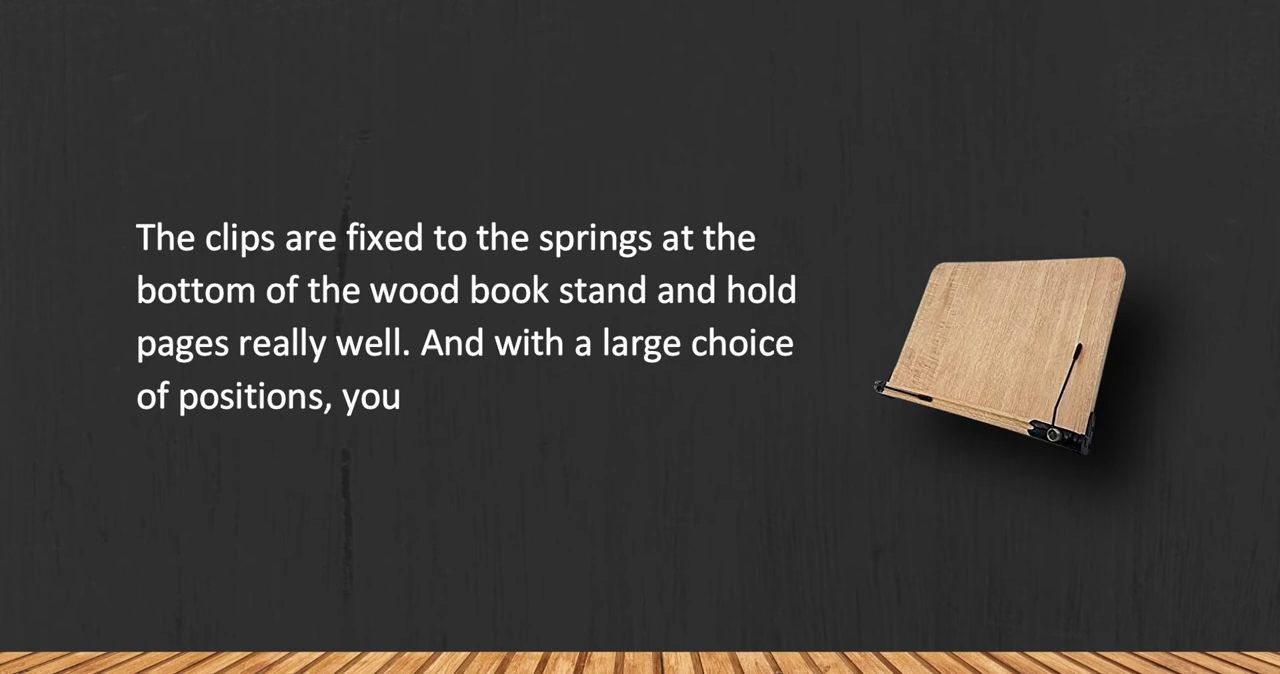 The clips are fixed to the springs at the
bottom of the wood book stand and hold
pages really well. And with a large choice
of positions, you